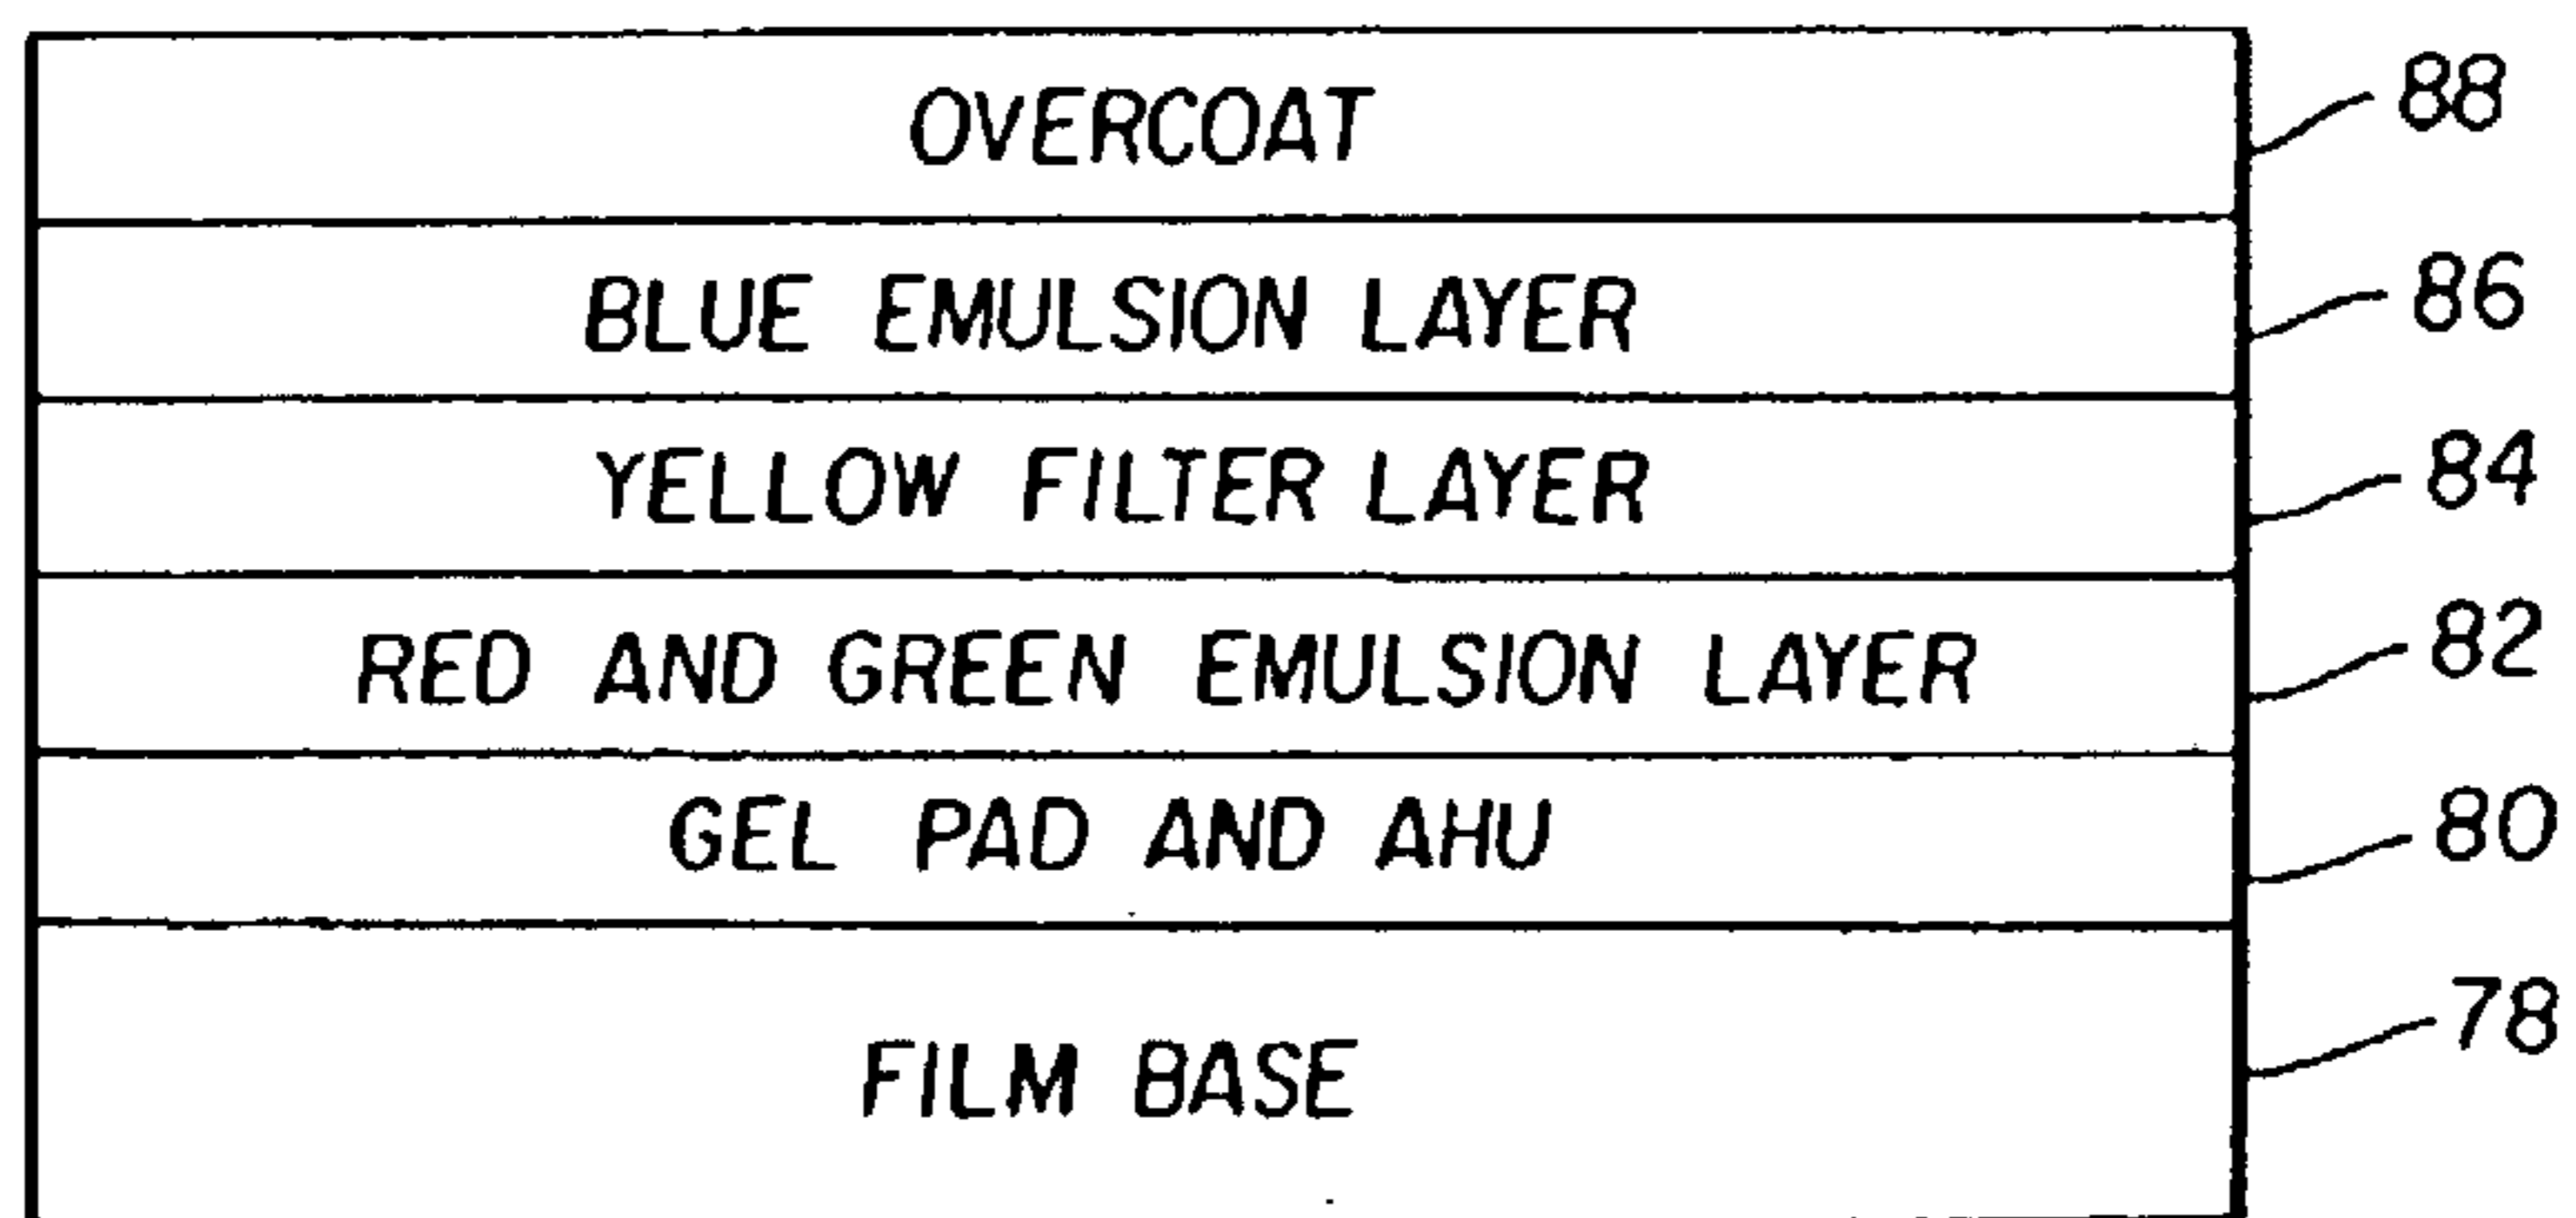 OVERCOAT 88
BLUE EMULSION LAYER 86
YELLOW FILTER LAYER 84
RED AND GREEN EMULSION LAYER 82
GEL PAD AND AHU 80
FILM BASE 78